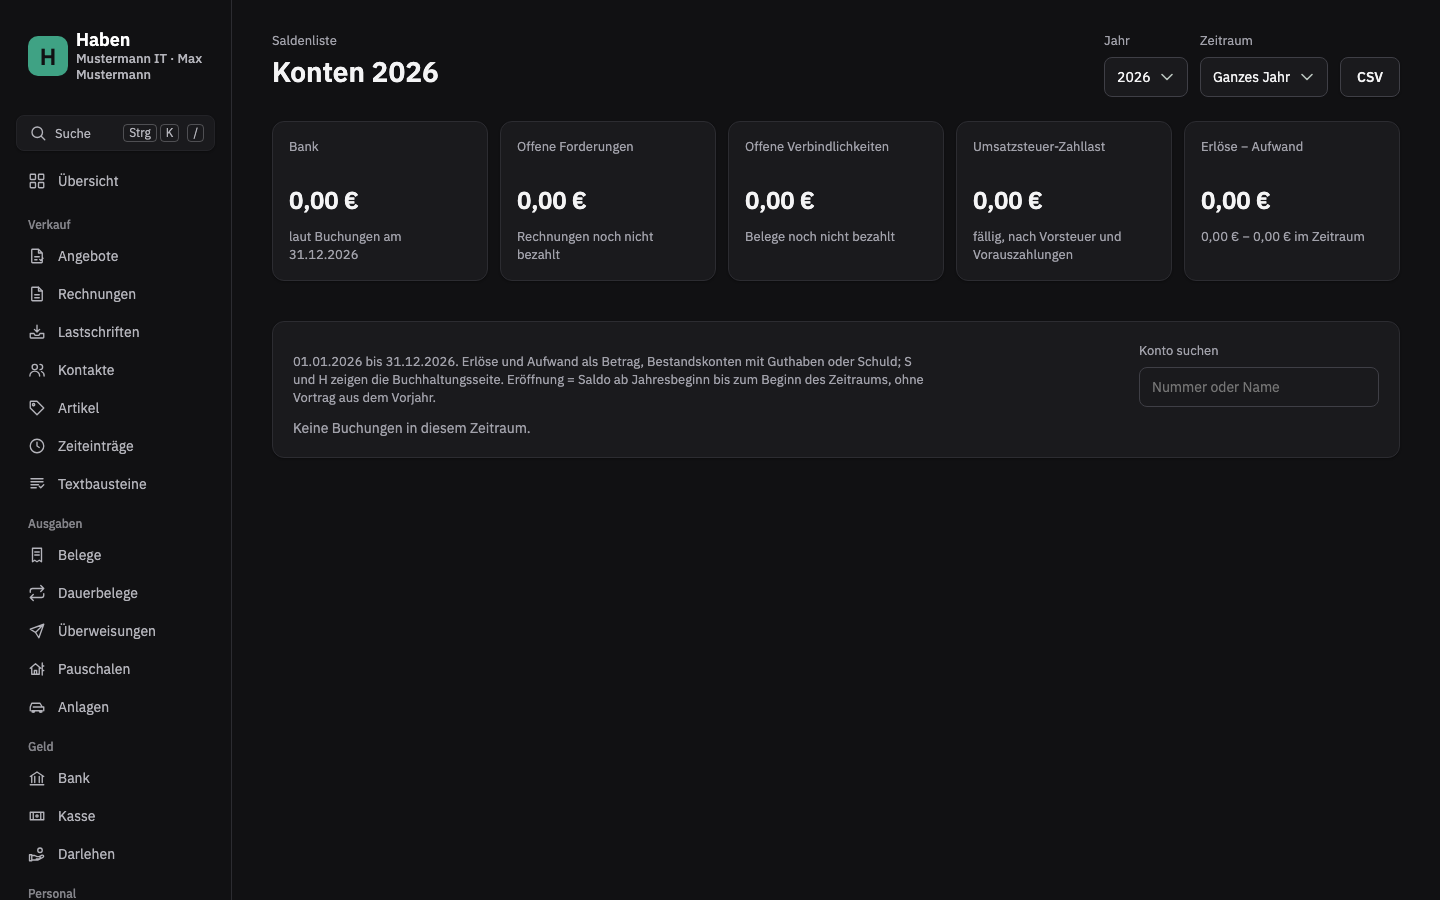 H
Haben
Mustermann IT · Max
Mustermann
Suche
Strg K /
Übersicht
Verkauf
Angebote
Rechnungen
Lastschriften
Kontakte
Artikel
Zeiteinträge
Textbausteine
Ausgaben
Belege
Dauerbelege
Überweisungen
Pauschalen
Anlagen
Geld
Bank
Kasse
Darlehen
Personal
Saldenliste
Konten 2026
Jahr
2026
Zeitraum
Ganzes Jahr
CSV
Bank
0,00 €
laut Buchungen am
31.12.2026
Offene Forderungen
0,00 €
Rechnungen noch nicht
bezahlt
Offene Verbindlichkeiten
0,00 €
Belege noch nicht bezahlt
Umsatzsteuer-Zahllast
0,00 €
fällig, nach Vorsteuer und
Vorauszahlungen
Erlöse – Aufwand
0,00 €
0,00 € – 0,00 € im Zeitraum
01.01.2026 bis 31.12.2026. Erlöse und Aufwand als Betrag, Bestandskonten mit Guthaben oder Schuld; S
und H zeigen die Buchhaltungsseite. Eröffnung = Saldo ab Jahresbeginn bis zum Beginn des Zeitraums, ohne
Vortrag aus dem Vorjahr.
Keine Buchungen in diesem Zeitraum.
Konto suchen
Nummer oder Name